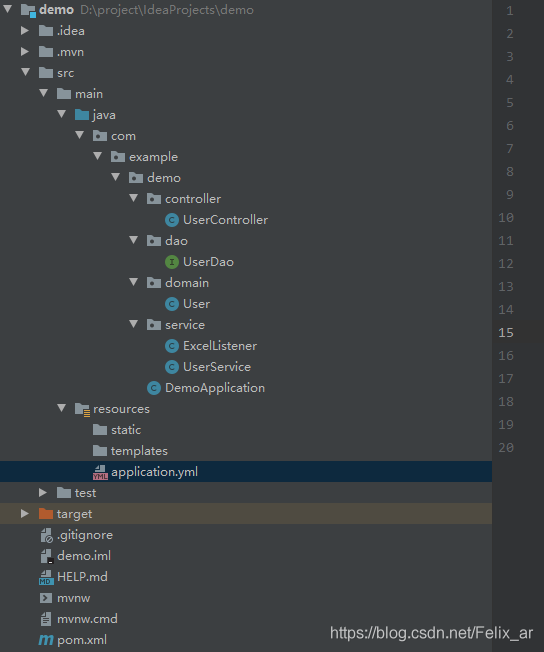 demo D:\project\IdeaProjects\demo
.idea
.mvn
src
main
java
com
example
demo
controller
C UserController
dao
I UserDao
domain
C User
service
C ExcelListener
C UserService
C DemoApplication
resources
static
templates
YML application.yml
test
target
.gitignore
demo.iml
MD HELP.md
mvnw
mvnw.cmd
m pom.xml
1
2
3
4
5
6
7
8
9
10
11
12
13
14
15
16
17
18
19
20
https://blog.csdn.net/Felix_ar